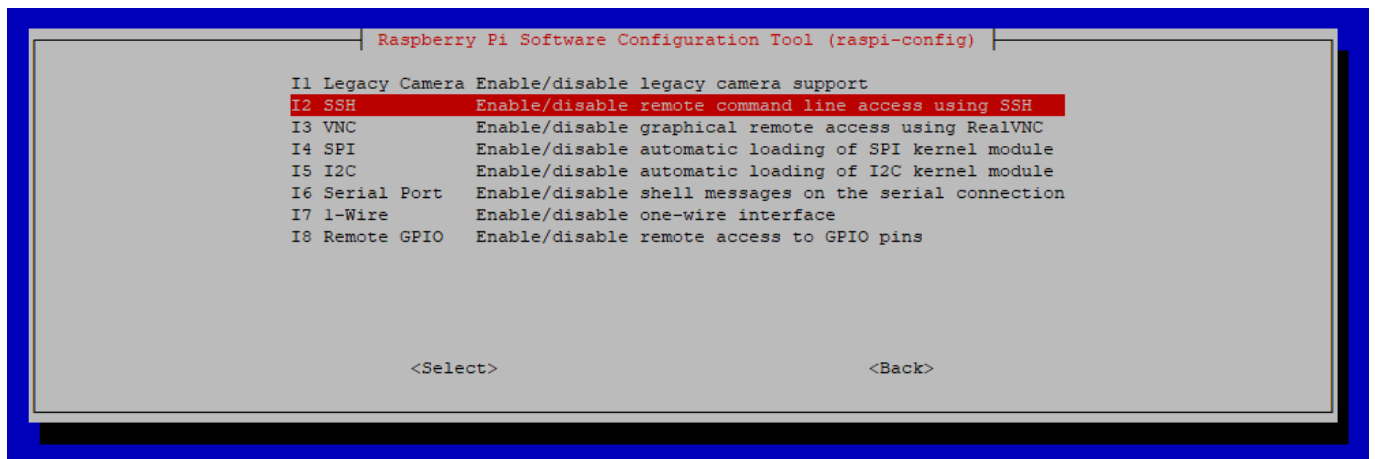 Raspberry Pi Software Configuration Tool (raspi-config)
I1 Legacy Camera Enable/disable legacy camera support
I2 SSH Enable/disable remote command line access using SSH
I3 VNC Enable/disable graphical remote access using RealVNC
I4 SPI Enable/disable automatic loading of SPI kernel module
I5 I2C Enable/disable automatic loading of I2C kernel module
I6 Serial Port Enable/disable shell messages on the serial connection
I7 1-Wire Enable/disable one-wire interface
I8 Remote GPIO Enable/disable remote access to GPIO pins
<Select> <Back>